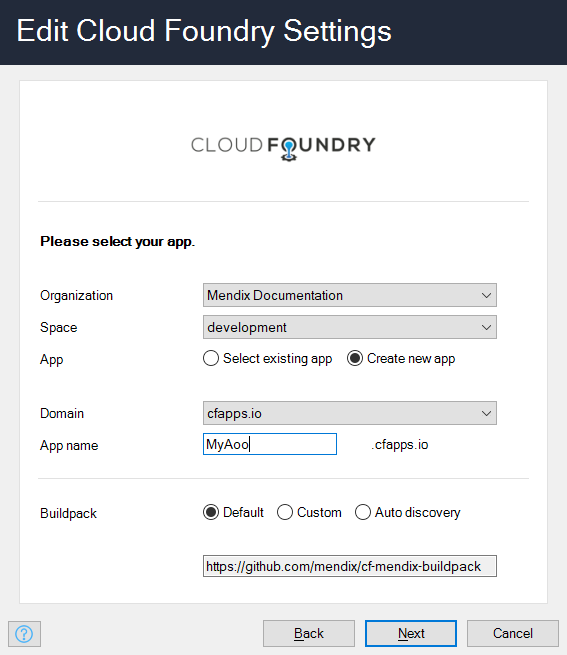 Edit Cloud Foundry Settings
CLOUD FOUNDRY
Please select your app.
Organization Mendix Documentation
Space development
App Select existing app Create new app
Domain cfapps.io
App name MyAoo .cfapps.io
Buildpack Default Custom Auto discovery
https://github.com/mendix/cf-mendix-buildpack
? Back Next Cancel